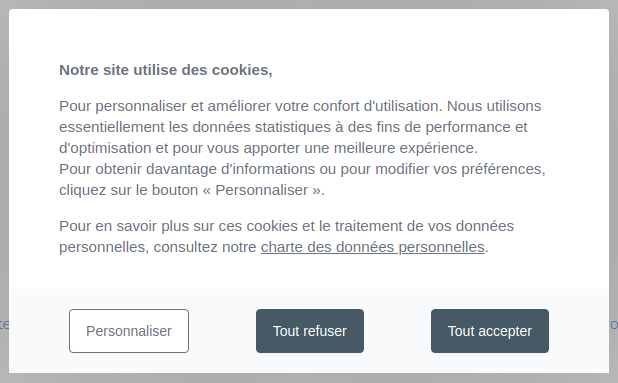 Notre site utilise des cookies,
Pour personnaliser et améliorer votre confort d'utilisation. Nous utilisons
essentiellement les données statistiques à des fins de performance et
d'optimisation et pour vous apporter une meilleure expérience.
Pour obtenir davantage d'informations ou pour modifier vos préférences,
cliquez sur le bouton « Personnaliser ».
Pour en savoir plus sur ces cookies et le traitement de vos données
personnelles, consultez notre charte des données personnelles.
Personnaliser Tout refuser Tout accepter